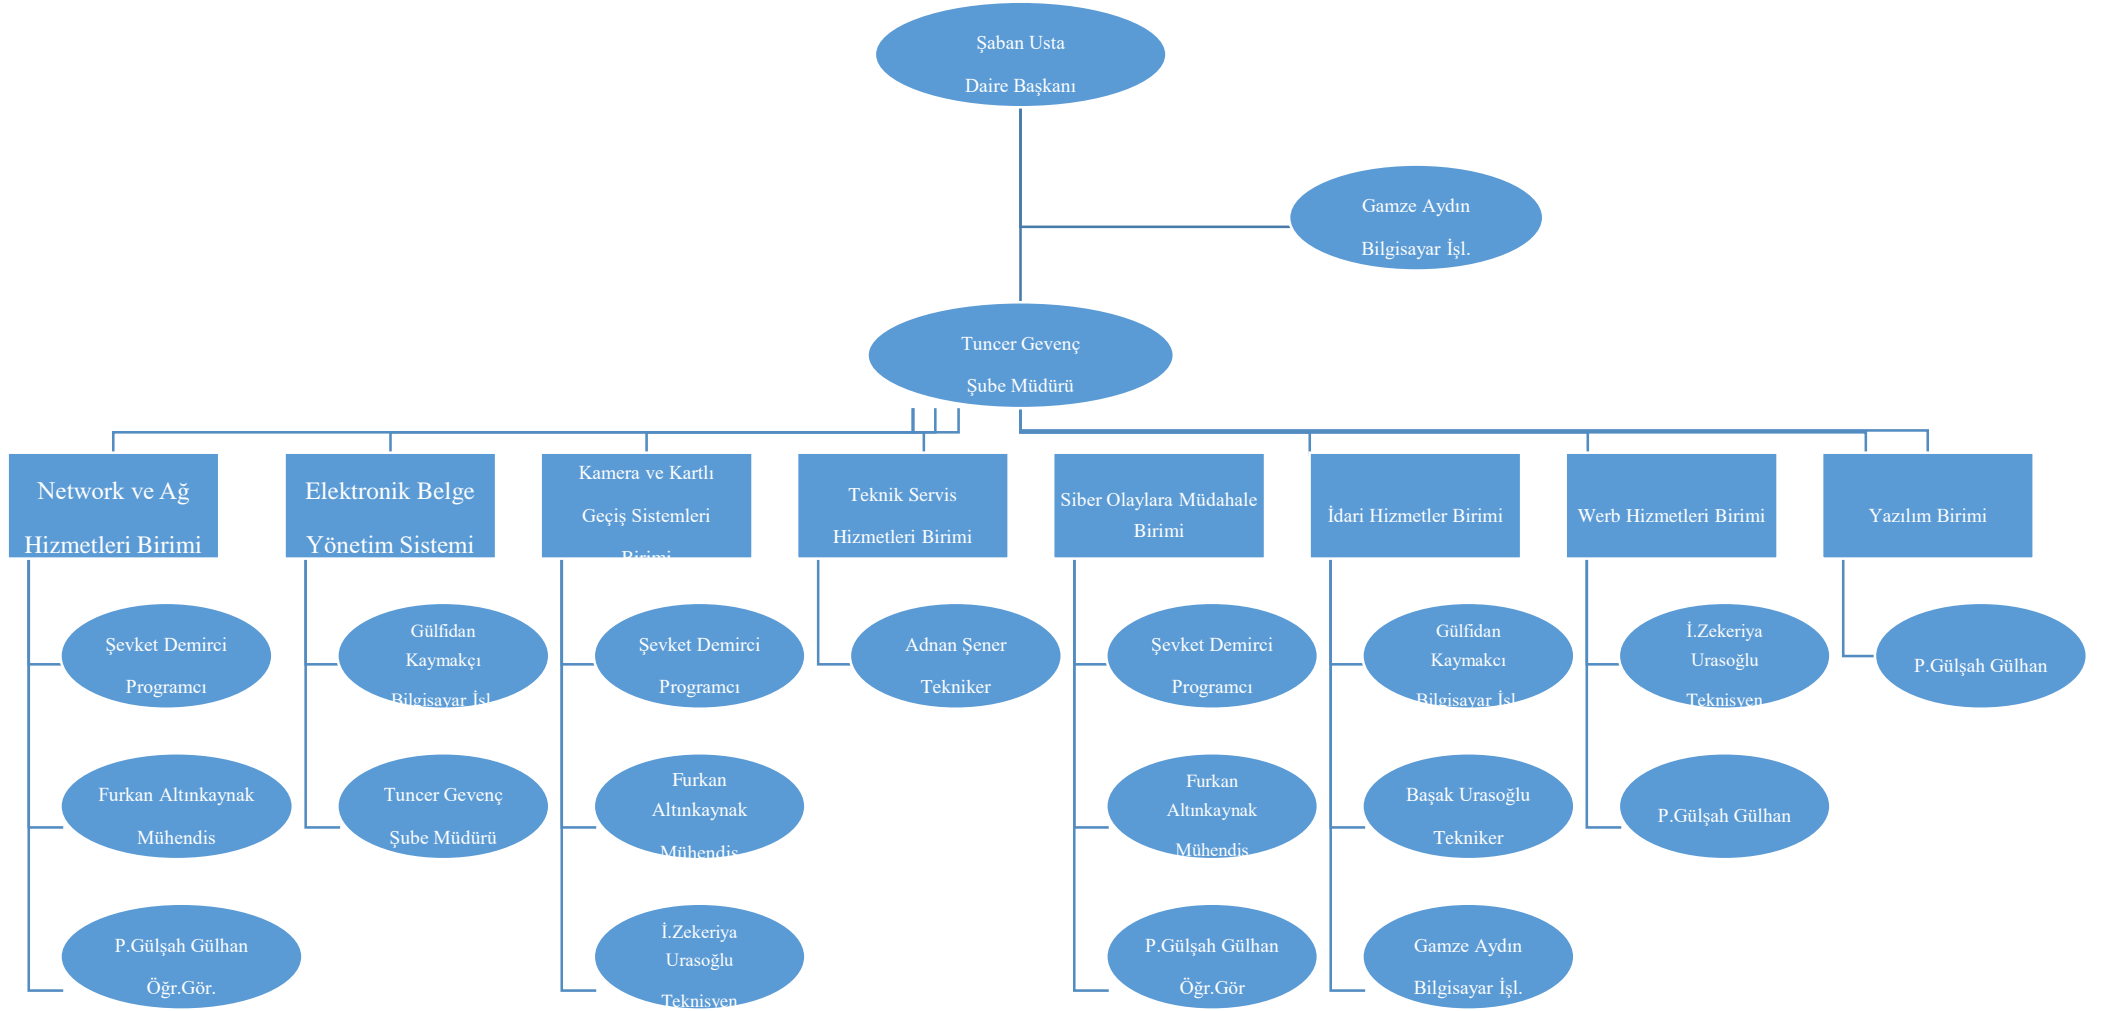 Şaban Usta
Daire Başkanı
Gamze Aydın
Bilgisayar İşl.
Tuncer Gevenç
Şube Müdürü
Network ve Ağ
Hizmetleri Birimi
Elektronik Belge
Yönetim Sistemi
Kamera ve Kartlı
Geçiş Sistemleri
Birimi
Teknik Servis
Hizmetleri Birimi
Siber Olaylara Müdahale
Birimi
İdari Hizmetler Birimi
Werb Hizmetleri Birimi
Yazılım Birimi
Şevket Demirci
Programcı
Gülfidan
Kaymakçı
Bilgisayar İşl
Şevket Demirci
Programcı
Adnan Şener
Tekniker
Şevket Demirci
Programcı
Gülfidan
Kaymakcı
Bilgisayar İşl
İ.Zekeriya
Urasoğlu
Teknisyen
P.Gülşah Gülhan
Furkan Altınkaynak
Mühendis
Tuncer Gevenç
Şube Müdürü
Furkan
Altınkaynak
Mühendis
Furkan
Altınkaynak
Mühendis
Başak Urasoğlu
Tekniker
P.Gülşah Gülhan
P.Gülşah Gülhan
Öğr.Gör.
İ.Zekeriya
Urasoğlu
Teknisyen
P.Gülşah Gülhan
Öğr.Gör
Gamze Aydın
Bilgisayar İşl.